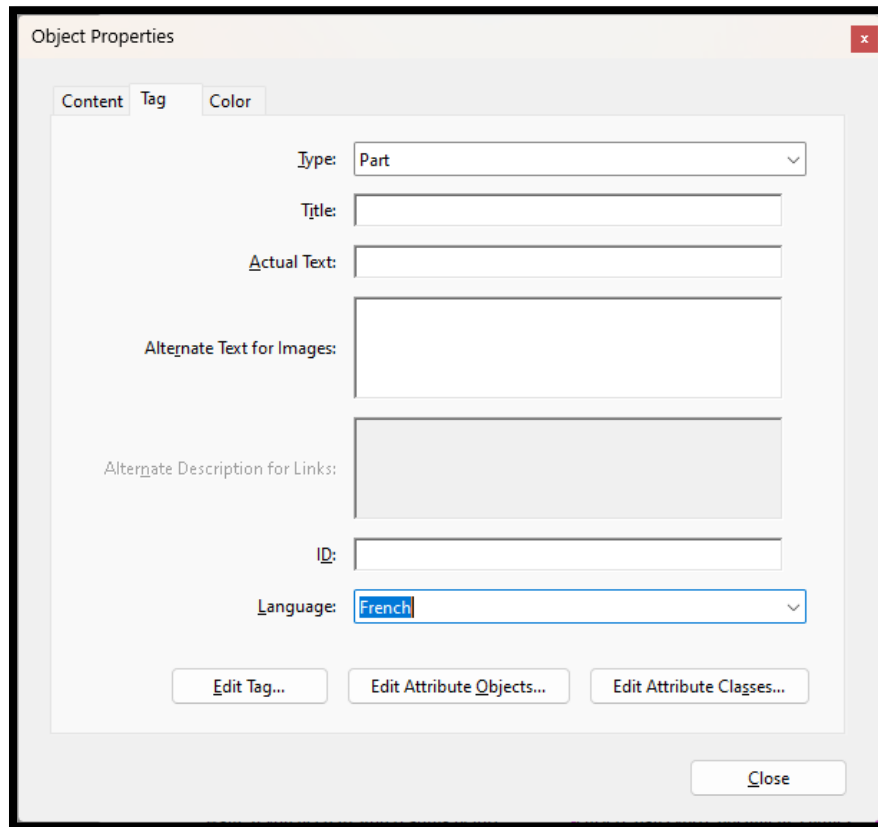 Object Properties
x
Content Tag Color
Type: Part
Title:
Actual Text:
Alternate Text for Images:
Alternate Description for Links:
ID:
Language: French
Edit Tag... Edit Attribute Objects... Edit Attribute Classes...
Close